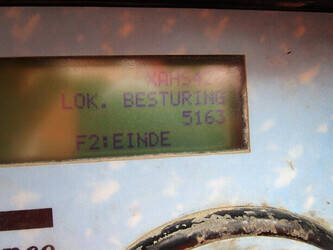 LOK. BESTURING
5163
F2:EINDE